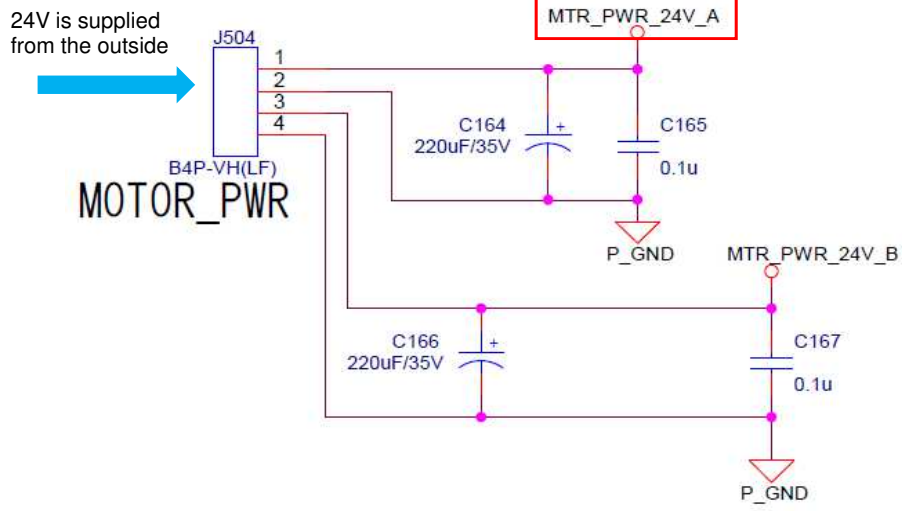 24V is supplied
from the outside
J504
1
2
3
4
B4P-VH(LF)
MOTOR_PWR
MTR_PWR_24V_A
C164
220uF/35V
+
C165
0.1u
P_GND
MTR_PWR_24V_B
C166
220uF/35V
+
C167
0.1u
P_GND